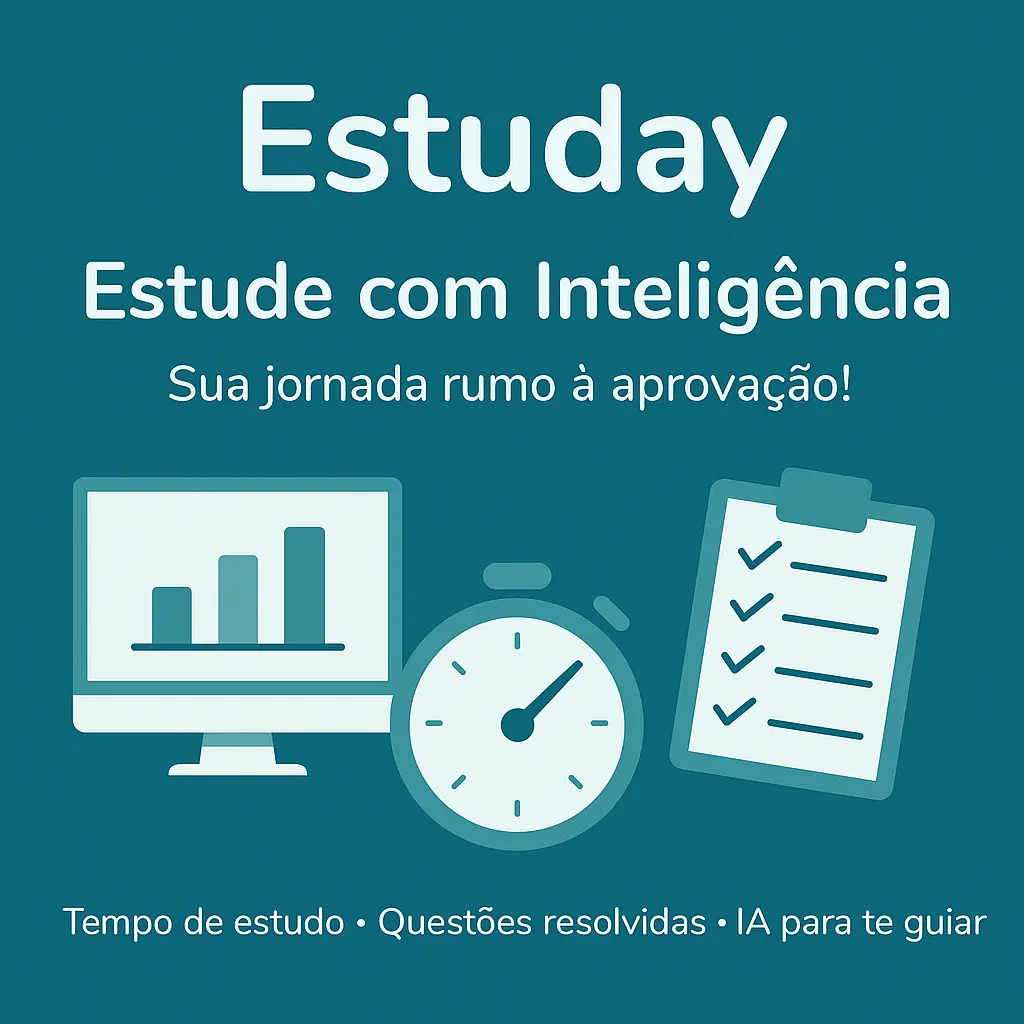 Estuday
Estude com Inteligência
Sua jornada rumo à aprovação!
Tempo de estudo • Questões resolvidas • IA para te guiar